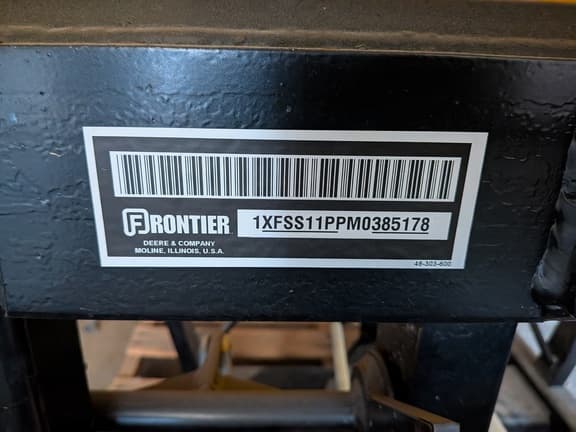 FRONTIER
1XFSS11PPM0385178
DEERE & COMPANY
MOLINE, ILLINOIS, U.S.A.
48-303-600